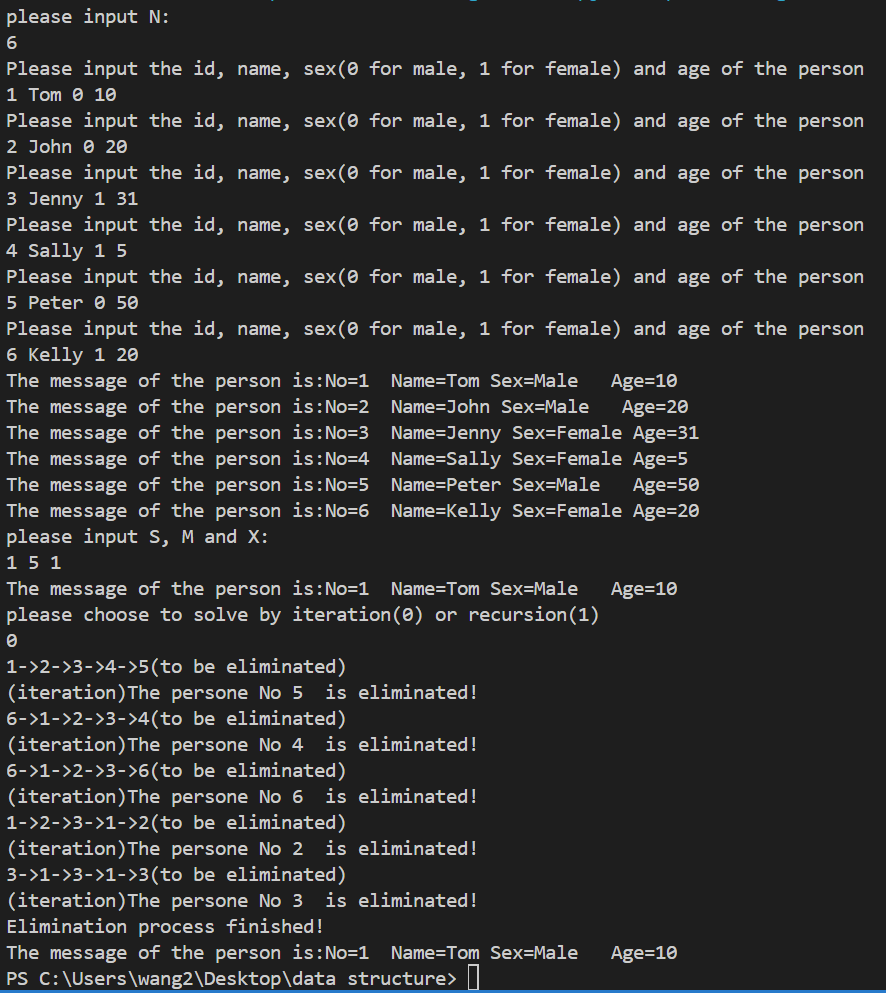 please input N:
6
Please input the id, name, sex(0 for male, 1 for female) and age of the person
1 Tom 0 10
Please input the id, name, sex(0 for male, 1 for female) and age of the person
2 John 0 20
Please input the id, name, sex(0 for male, 1 for female) and age of the person
3 Jenny 1 31
Please input the id, name, sex(0 for male, 1 for female) and age of the person
4 Sally 1 5
Please input the id, name, sex(0 for male, 1 for female) and age of the person
5 Peter 0 50
Please input the id, name, sex(0 for male, 1 for female) and age of the person
6 Kelly 1 20
The message of the person is:No=1  Name=Tom Sex=Male   Age=10
The message of the person is:No=2  Name=John Sex=Male   Age=20
The message of the person is:No=3  Name=Jenny Sex=Female Age=31
The message of the person is:No=4  Name=Sally Sex=Female Age=5
The message of the person is:No=5  Name=Peter Sex=Male   Age=50
The message of the person is:No=6  Name=Kelly Sex=Female Age=20
please input S, M and X:
1 5 1
The message of the person is:No=1  Name=Tom Sex=Male   Age=10
please choose to solve by iteration(0) or recursion(1)
0
1->2->3->4->5(to be eliminated)
(iteration)The persone No 5  is eliminated!
6->1->2->3->4(to be eliminated)
(iteration)The persone No 4  is eliminated!
6->1->2->3->6(to be eliminated)
(iteration)The persone No 6  is eliminated!
1->2->3->1->2(to be eliminated)
(iteration)The persone No 2  is eliminated!
3->1->3->1->3(to be eliminated)
(iteration)The persone No 3  is eliminated!
Elimination process finished!
The message of the person is:No=1  Name=Tom Sex=Male   Age=10
PS C:\Users\wang2\Desktop\data structure>